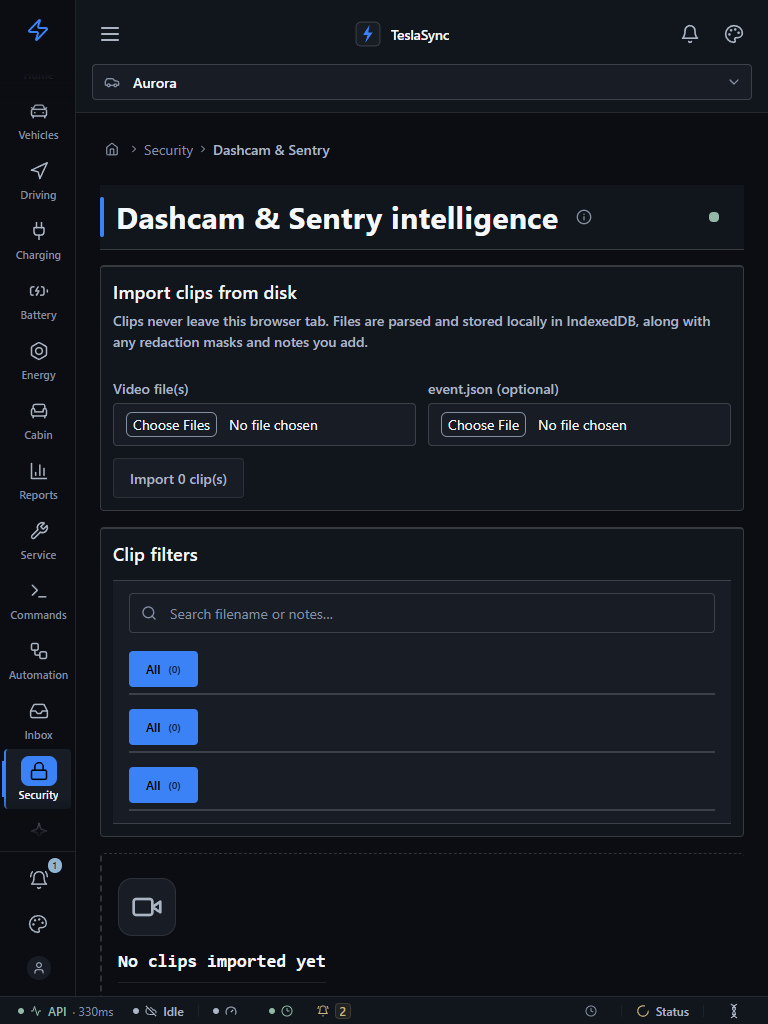 TeslaSync
Aurora
Home
Vehicles
Driving
Charging
Battery
Energy
Cabin
Reports
Service
Commands
Automation
Inbox
Security
1
Security
Dashcam & Sentry
Dashcam & Sentry intelligence
Import clips from disk
Clips never leave this browser tab. Files are parsed and stored locally in IndexedDB, along with
any redaction masks and notes you add.
Video file(s)
event.json (optional)
Choose Files No file chosen
Choose File No file chosen
Import 0 clip(s)
Clip filters
Search filename or notes...
All (0)
All (0)
All (0)
No clips imported yet
API · 330ms
Idle
2
Status